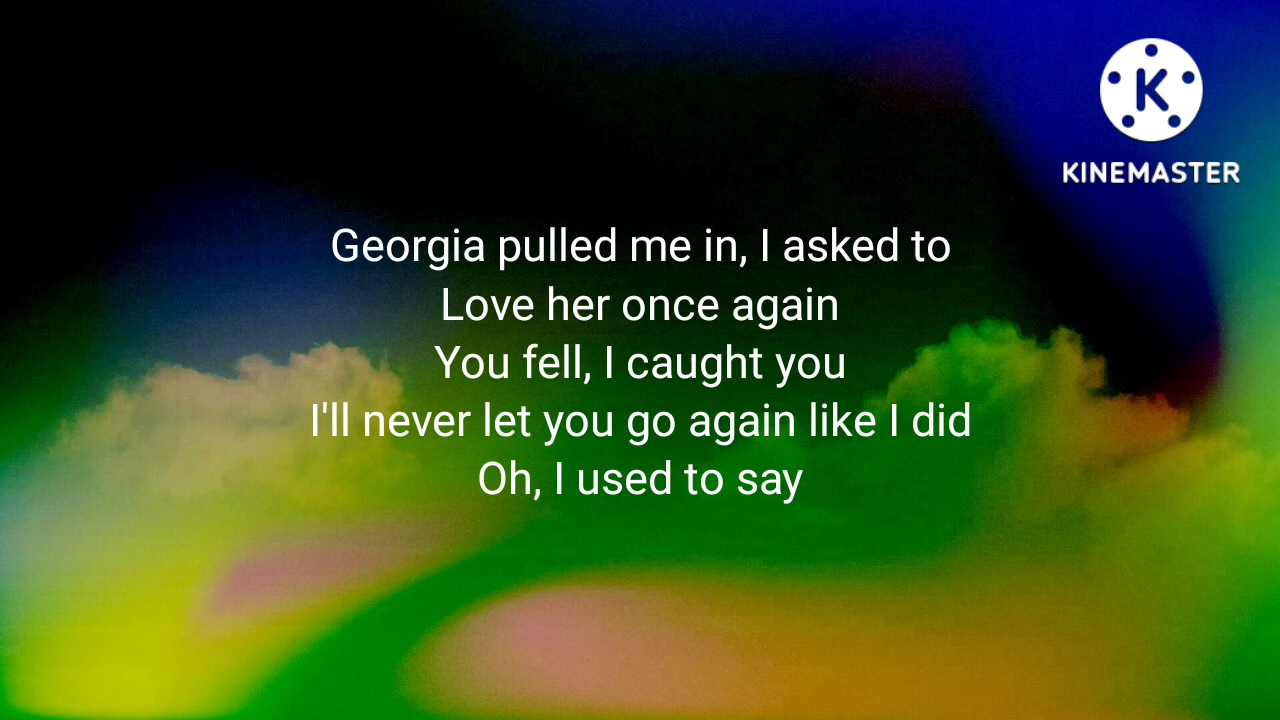 K
KINEMASTER
Georgia pulled me in, I asked to
Love her once again
You fell, I caught you
I'll never let you go again like I did
Oh, I used to say